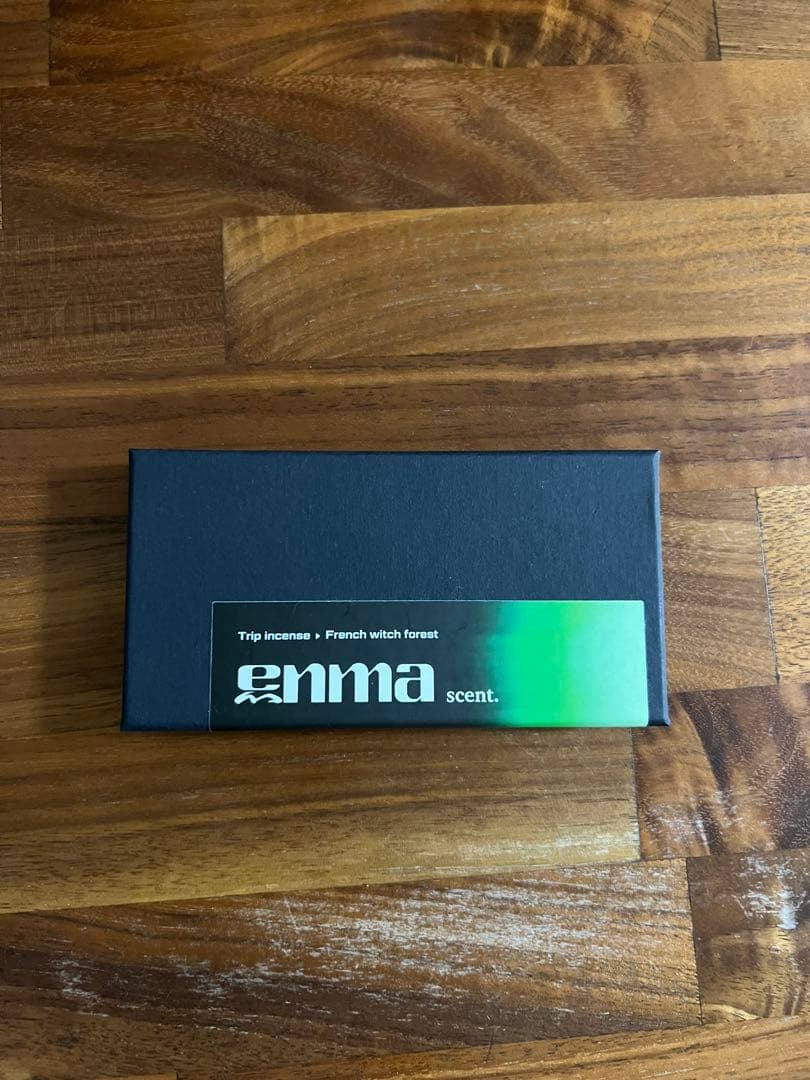 Trip incense ▸ French witch forest
enma scent.